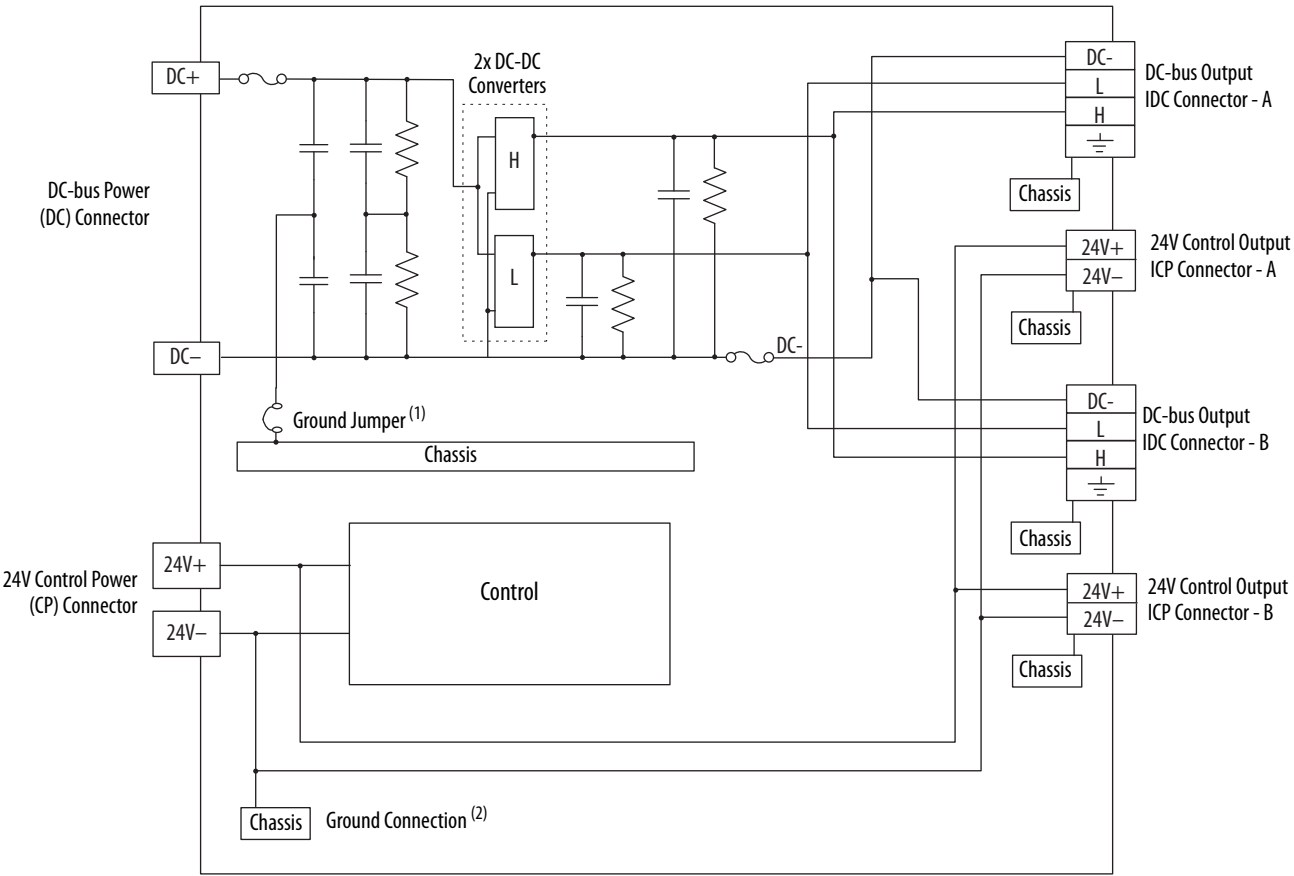 DC+
DC-bus Power
(DC) Connector
DC–
2x DC-DC
Converters
H
L
DC-
Ground Jumper (1)
Chassis
24V Control Power
(CP) Connector
24V+
24V–
Control
Chassis
Ground Connection (2)
DC-
L
H
DC-bus Output
IDC Connector - A
Chassis
24V+
24V–
24V Control Output
ICP Connector - A
Chassis
DC-
L
H
DC-bus Output
IDC Connector - B
Chassis
24V+
24V–
24V Control Output
ICP Connector - B
Chassis